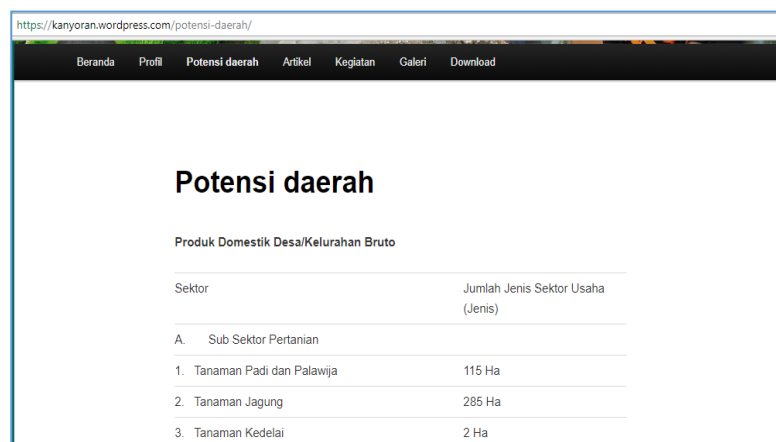 https://kanyoran.wordpress.com/potensi-daerah/
Beranda Profil Potensi daerah Artikel Kegiatan Galeri Download
Potensi daerah
Produk Domestik Desa/Kelurahan Bruto
Sektor Jumlah Jenis Sektor Usaha
(Jenis)
A. Sub Sektor Pertanian
1. Tanaman Padi dan Palawija 115 Ha
2. Tanaman Jagung 285 Ha
3. Tanaman Kedelai 2 Ha